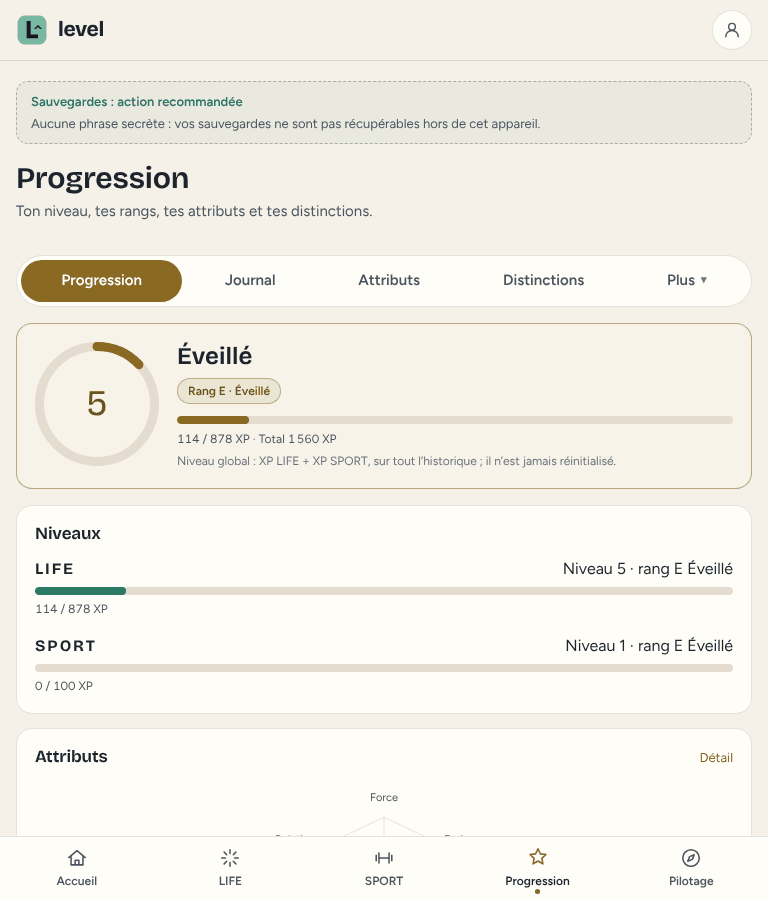 level
Sauvegardes : action recommandée
Aucune phrase secrète : vos sauvegardes ne sont pas récupérables hors de cet appareil.
Progression
Ton niveau, tes rangs, tes attributs et tes distinctions.
Progression Journal Attributs Distinctions Plus ▼
5
Éveillé
Rang E · Éveillé
114 / 878 XP · Total 1 560 XP
Niveau global : XP LIFE + XP SPORT, sur tout l’historique ; il n’est jamais réinitialisé.
Niveaux
LIFE Niveau 5 · rang E Éveillé
114 / 878 XP
SPORT Niveau 1 · rang E Éveillé
0 / 100 XP
Attributs Détail
Force
Accueil LIFE SPORT Progression Pilotage